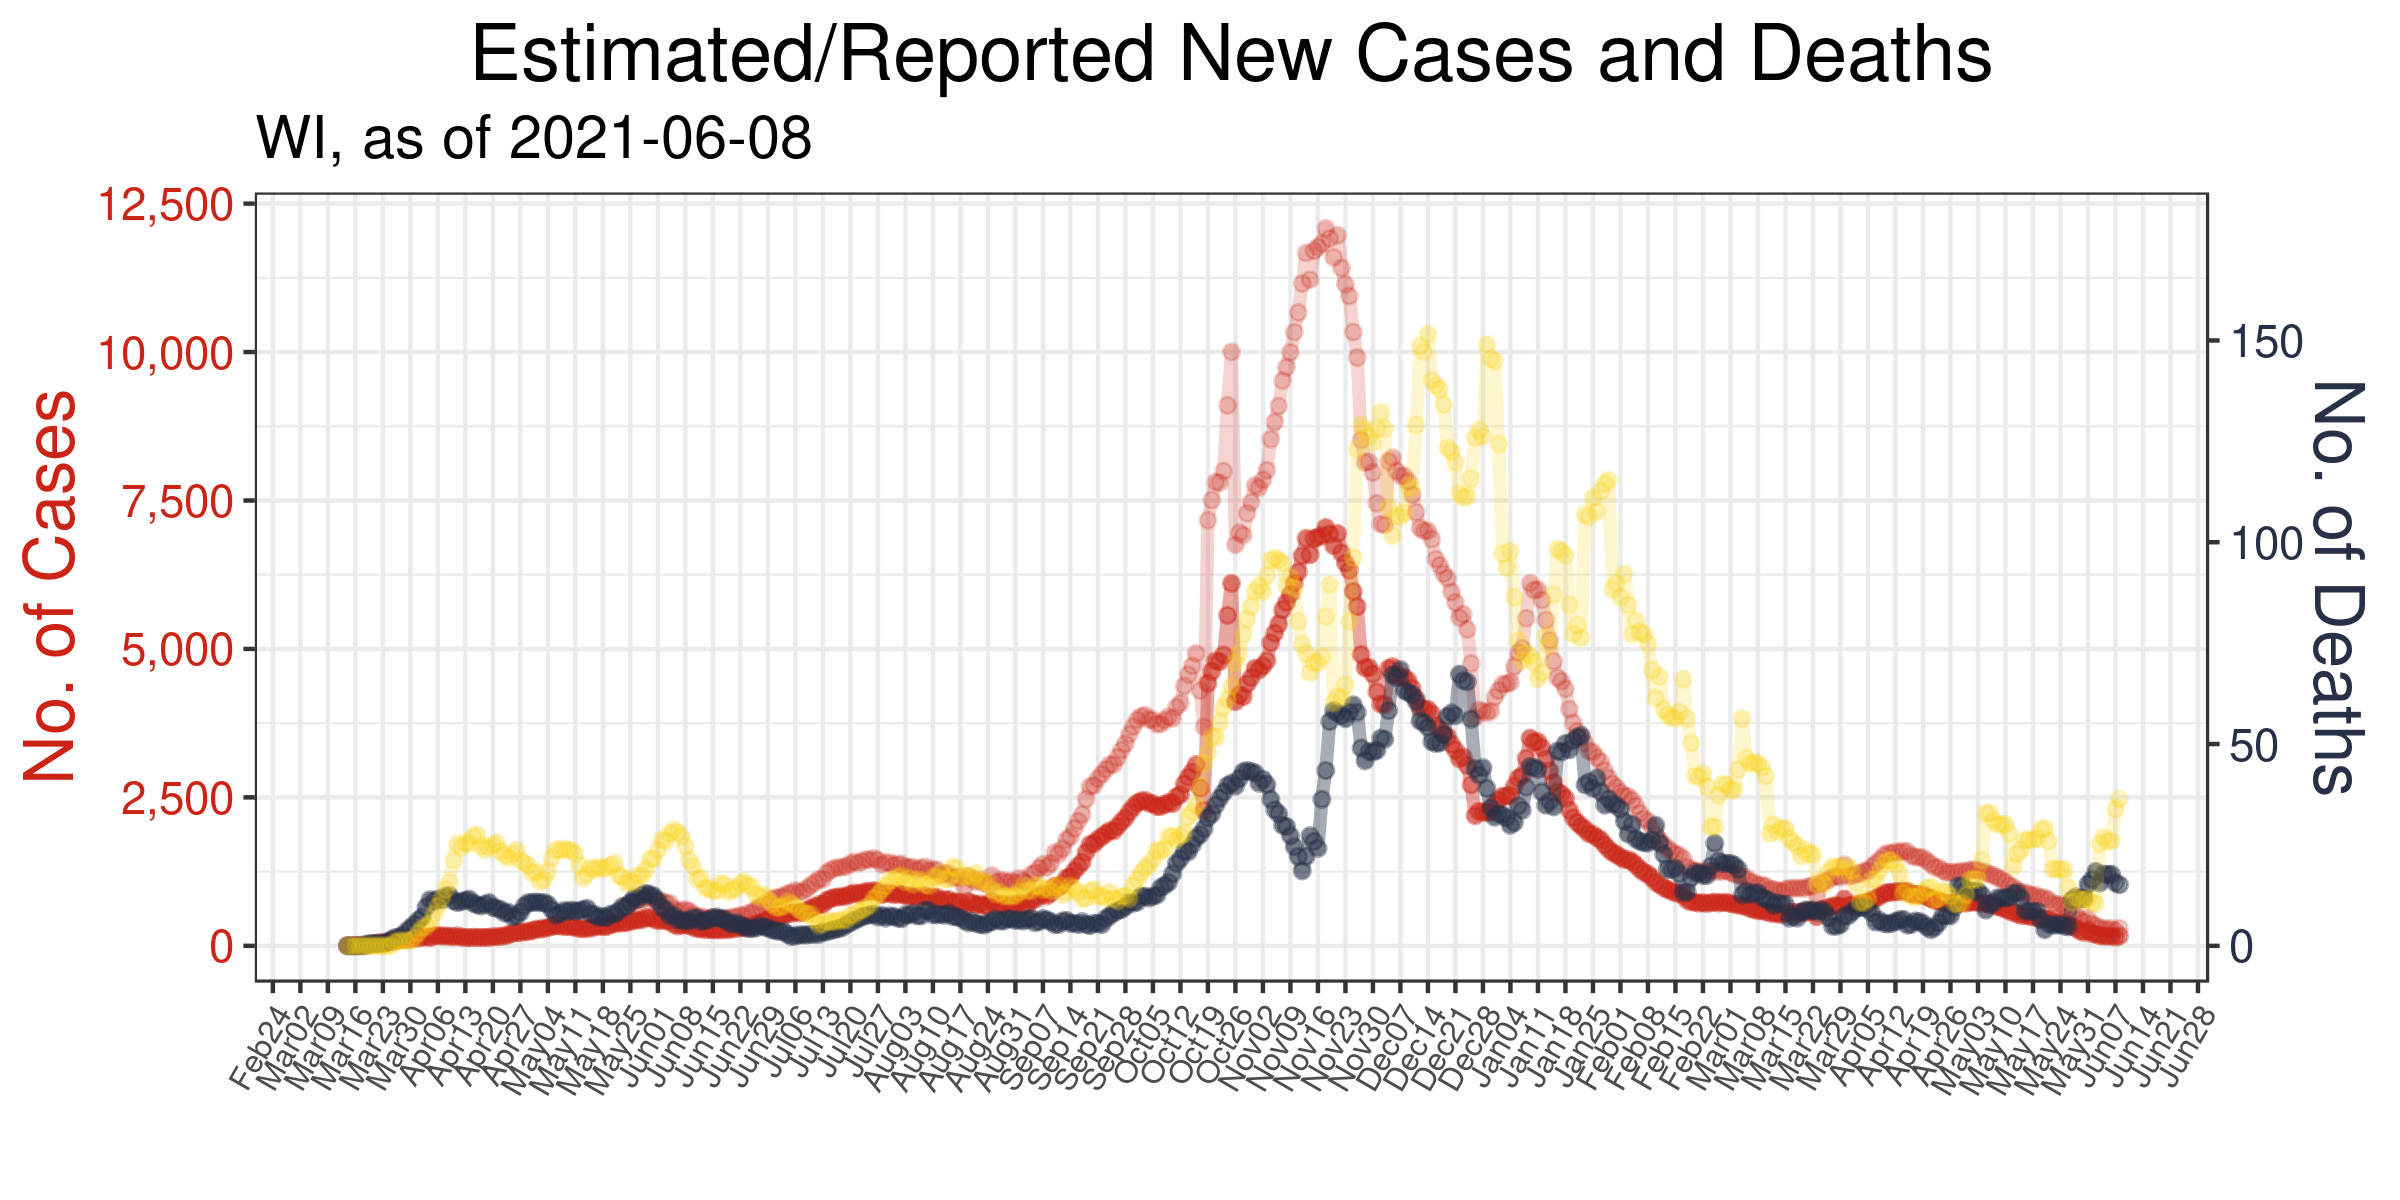 Estimated/Reported New Cases and Deaths
WI, as of 2021-06-08
12,500
10,000
7,500
5,000
2,500
0
No. of Cases
150
100
50
0
No. of Deaths
Feb24
Mar02
Mar09
Mar16
Mar23
Mar30
Apr06
Apr13
Apr20
Apr27
May04
May11
May18
May25
Jun01
Jun08
Jun15
Jun22
Jun29
Jul06
Jul13
Jul20
Jul27
Aug03
Aug10
Aug17
Aug24
Aug31
Sep07
Sep14
Sep21
Sep28
Oct05
Oct12
Oct19
Oct26
Nov02
Nov09
Nov16
Nov23
Nov30
Dec07
Dec14
Dec21
Dec28
Jan04
Jan11
Jan18
Jan25
Feb01
Feb08
Feb15
Feb22
Mar01
Mar08
Mar15
Mar22
Mar29
Apr05
Apr12
Apr19
Apr26
May03
May10
May17
May24
May31
Jun07
Jun14
Jun21
Jun28